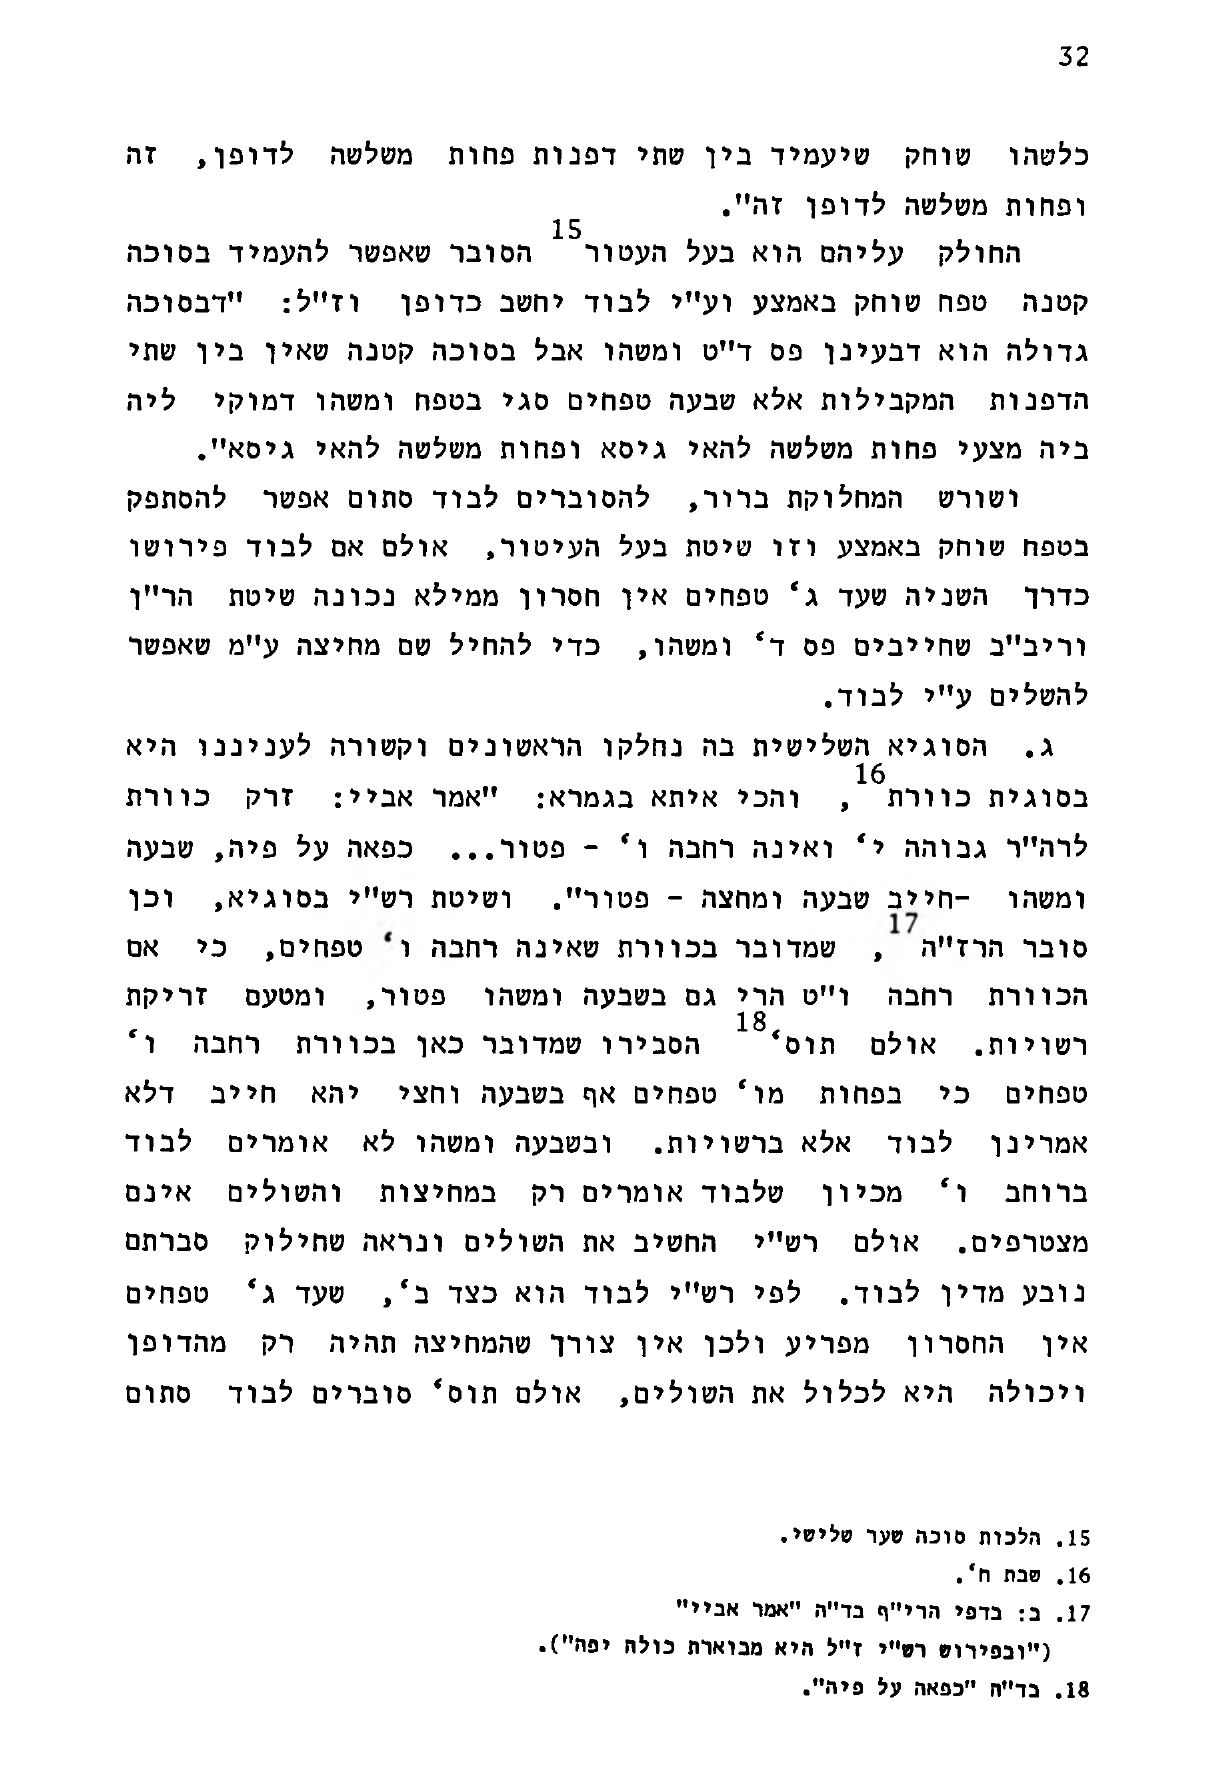 32
כלשהו שוחק שיעמיד בין שתי דפנות פחות משלשה לדופן, זה
ופחות משלשה לדופן זה".
החולק עליהם הוא בעל העטור15 הסובר שאפשר להעמיד בסוכה
קטנה טפח שוחק באמצע וע"י לבוד יחשב כדופן וז"ל: "דבסוכה
גדולה הוא דבעינן פס ד"ט ומשהו אבל בסוכה קטנה שאין בין שתי
הדפנות המקבילות אלא שבעה טפחים סגי בטפח ומשהו דמוקי ליה
ביה מצעי פחות משלשה להאי גיסא ופחות משלשה להאי גיסא".
ושורש המחלוקת ברור, להסוברים לבוד סתום אפשר להסתפק
בטפח שוחק באמצע וזו שיטת בעל העיטור, אולם אם לבוד פירושו
כדרך השניה שעד ג' טפחים אין חסרון ממילא נכונה שיטת הר"ן
וריב"ב שחייבים פס ד' ומשהו, כדי להחיל שם מחיצה ע"מ שאפשר
להשלים ע"י לבוד.
ג. הסוגיא השלישית בה נחלקו הראשונים וקשורה לעניננו היא
בסוגית כוורת16, והכי איתא בגמרא: "אמר אביי: זרק כוורת
לרה"ר גבוהה י' ואינה רחבה ו' - פטור... כפאה על פיה, שבעה
ומשהו -חייב שבעה ומחצה - פטור". ושיטת רש"י בסוגיא, וכן
סובר הרז"ה17, שמדובר בכוורת שאינה רחבה ו' טפחים, כי אם
הכוורת רחבה ו"ט הרי גם בשבעה ומשהו פטור, ומטעם זריקת
רשויות. אולם תוס'18 הסבירו שמדובר כאן בכוורת רחבה ו'
טפחים כי בפחות מו' טפחים אף בשבעה וחצי יהא חייב דלא
אמרינן לבוד אלא ברשויות. ובשבעה ומשהו לא אומרים לבוד
ברוחב ו' מכיון שלבוד אומרים רק במחיצות והשולים אינם
מצטרפים. אולם רש"י החשיב את השולים ונראה שחילוק סברתם
נובע מדין לבוד. לפי רש"י לבוד הוא כצד ב', שעד ג' טפחים
אין החסרון מפריע ולכן אין צורך שהמחיצה תהיה רק מהדופן
ויכולה היא לכלול את השולים, אולם תוס' סוברים לבוד סתום
15. הלכות סוכה שער שלישי.
16. שבת ח'.
17. ב: בדפי הרי"ף בד"ה "אמר אביי"
("ובפירוש רש"י ז"ל היא מבוארת כולה יפה").
18. בד"ה "כפאה על פיה".